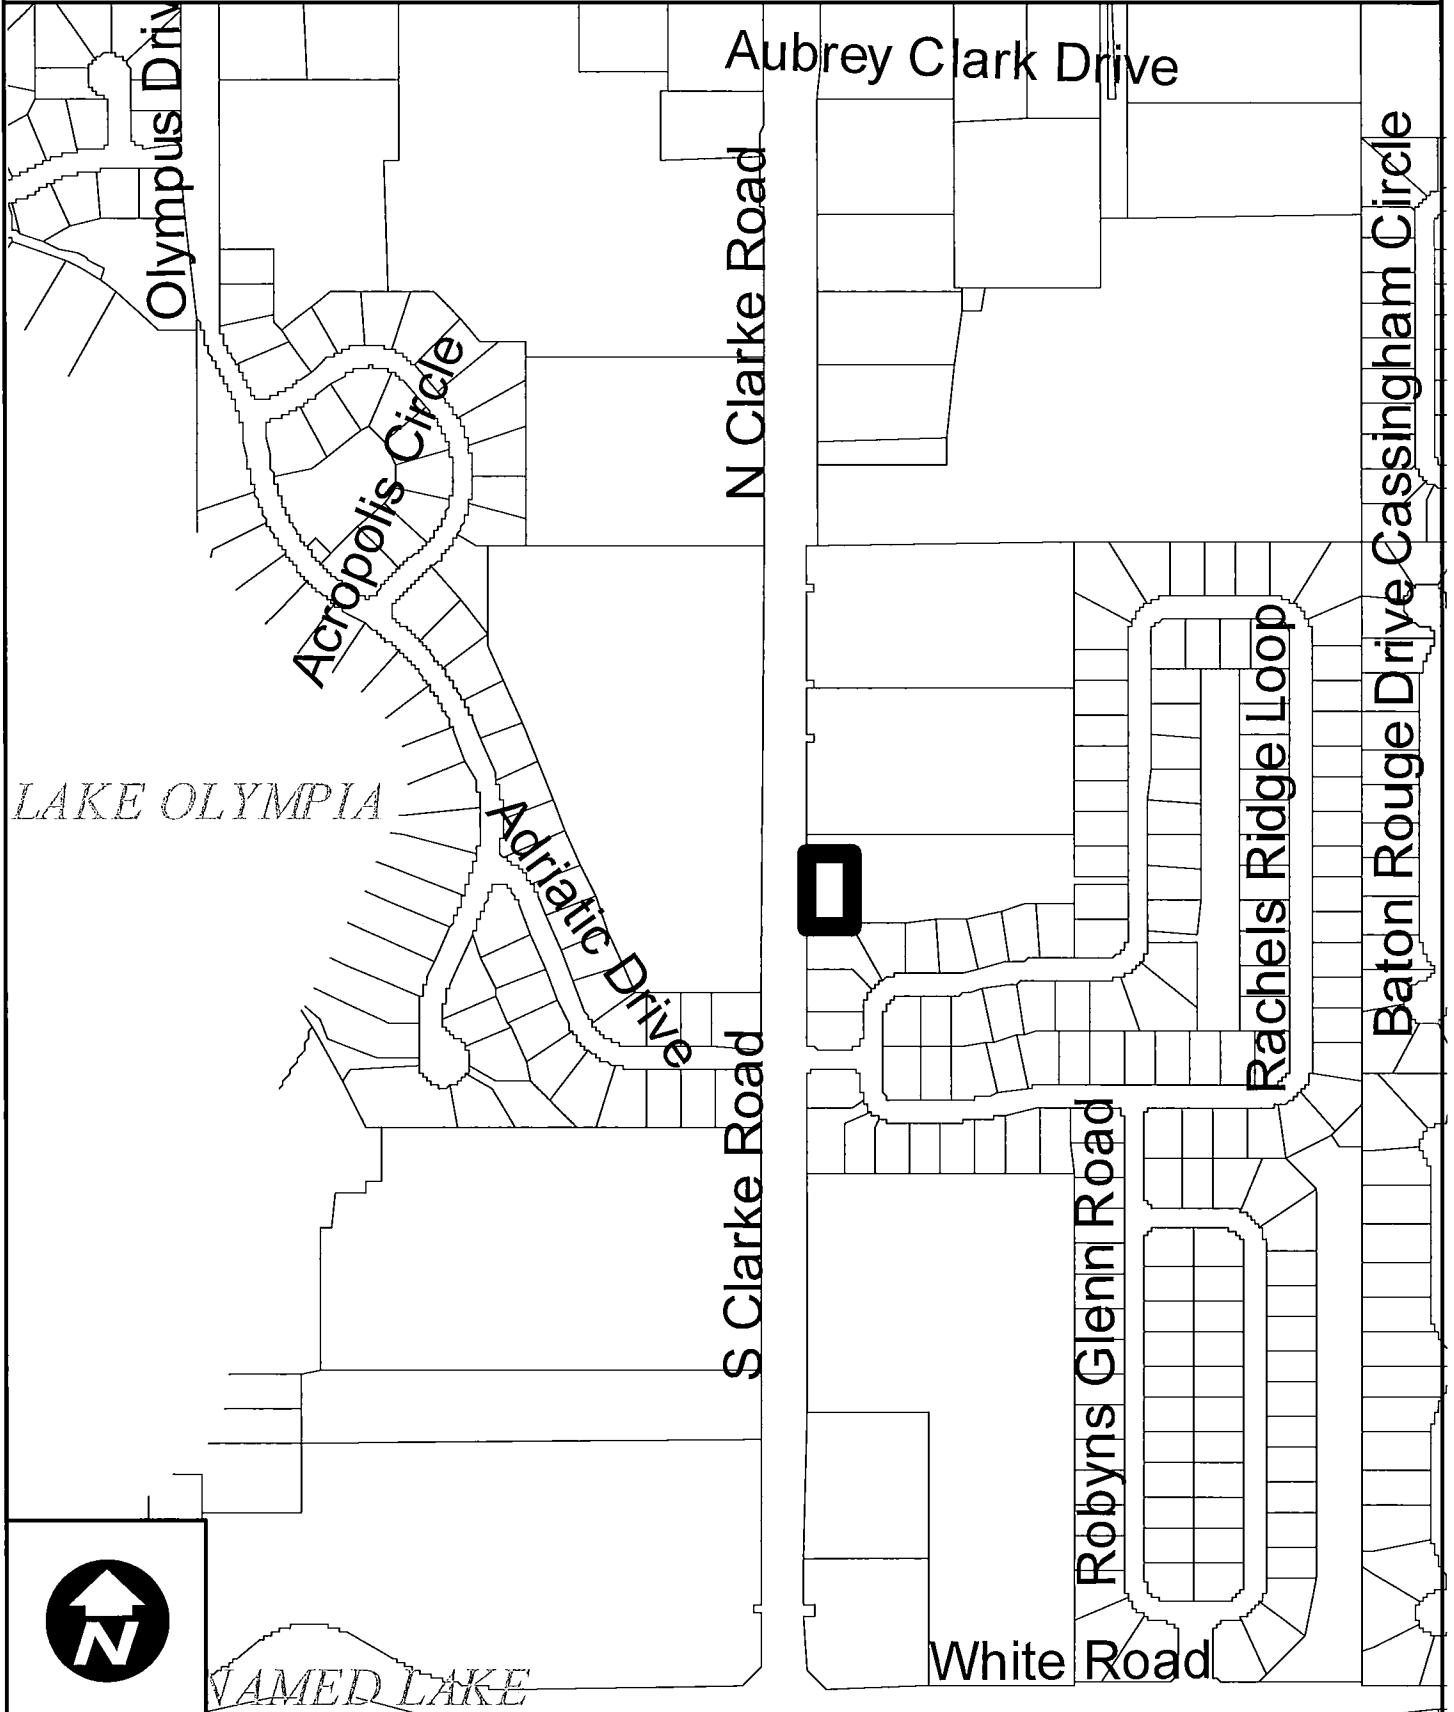 Olympus Driv
Aubrey Clark Drive
N Clarke Road
Cassingham Circle
Acropolis Circle
LAKE OLYMPIA
Adriatic Drive
Rachels Ridge Loop
Baton Rouge Drive
S Clarke Road
Robyns Glenn Road
White Road
N
NAMED LAKE